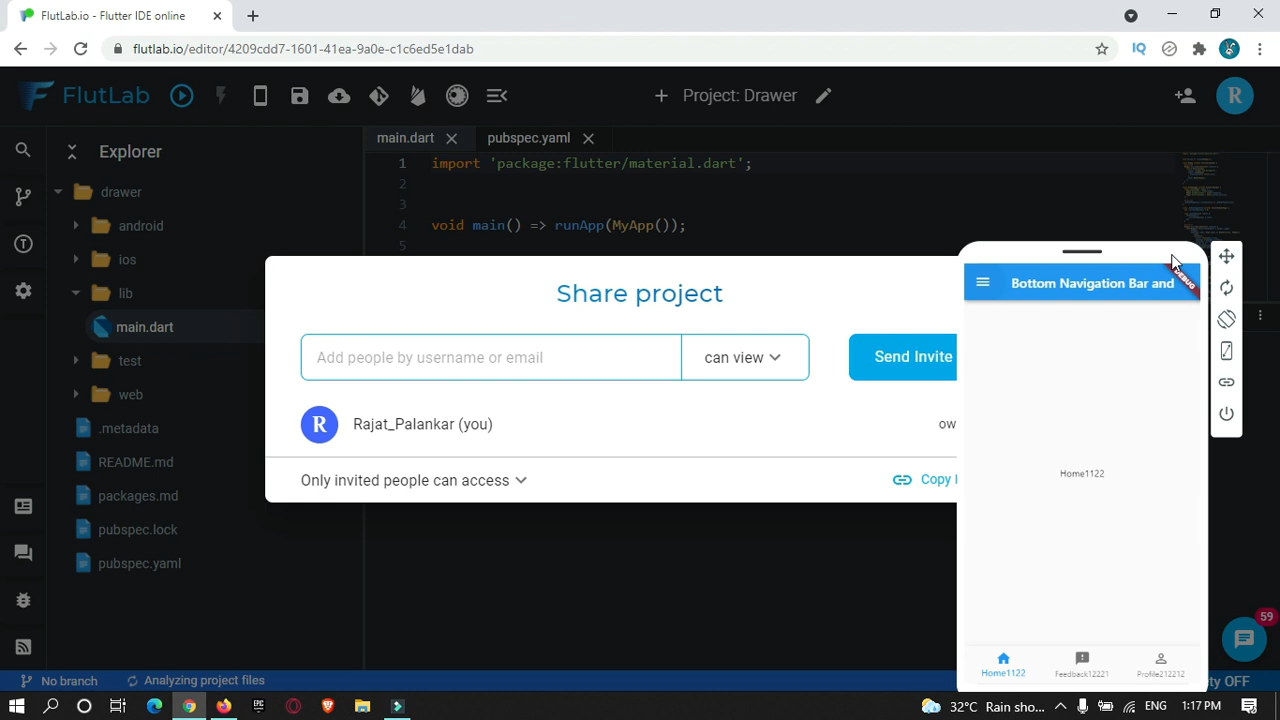 FlutLab.io - Flutter IDE online
flutlab.io/editor/4209cdd7-1601-41ea-9a0e-c1c6ed5e1dab
IQ
FlutLab
Project: Drawer
R
Explorer
main.dart
pubspec.yaml
1 import 'package:flutter/material.dart';
2
3
4 void main() => runApp(MyApp());
5
drawer
android
ios
lib
main.dart
test
web
.metadata
README.md
packages.md
pubspec.lock
pubspec.yaml
Share project
Add people by username or email
can view
Send Invite
R
Rajat_Palankar (you)
ow
Only invited people can access
Copy
Bottom Navigation Bar and
DEBUG
Home1122
Home1122
Feedback12221
Profile212212
59
No branch
Analyzing project files
ty OFF
32°C Rain sho...
ENG
1:17 PM